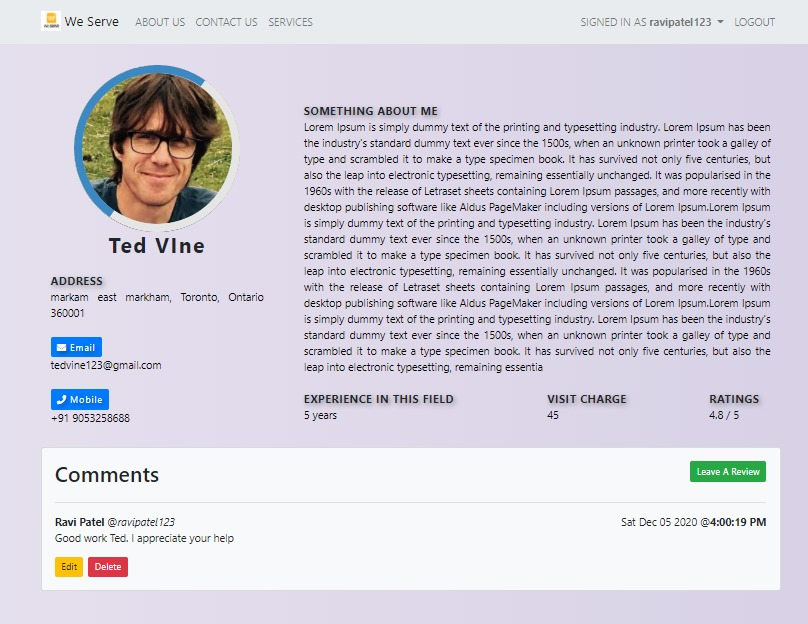 We Serve ABOUT US CONTACT US SERVICES SIGNED IN AS ravipatel123 LOGOUT
Ted VIne
ADDRESS
markam east markham, Toronto, Ontario
360001
Email
tedvine123@gmail.com
Mobile
+91 9053258688
SOMETHING ABOUT ME
Lorem Ipsum is simply dummy text of the printing and typesetting industry. Lorem Ipsum has been
the industry's standard dummy text ever since the 1500s, when an unknown printer took a galley of
type and scrambled it to make a type specimen book. It has survived not only five centuries, but
also the leap into electronic typesetting, remaining essentially unchanged. It was popularised in the
1960s with the release of Letraset sheets containing Lorem Ipsum passages, and more recently with
desktop publishing software like Aldus PageMaker including versions of Lorem Ipsum.Lorem Ipsum
is simply dummy text of the printing and typesetting industry. Lorem Ipsum has been the industry's
standard dummy text ever since the 1500s, when an unknown printer took a galley of type and
scrambled it to make a type specimen book. It has survived not only five centuries, but also the
leap into electronic typesetting, remaining essentially unchanged. It was popularised in the 1960s
with the release of Letraset sheets containing Lorem Ipsum passages, and more recently with
desktop publishing software like Aldus PageMaker including versions of Lorem Ipsum.Lorem Ipsum
is simply dummy text of the printing and typesetting industry. Lorem Ipsum has been the industry's
standard dummy text ever since the 1500s, when an unknown printer took a galley of type and
scrambled it to make a type specimen book. It has survived not only five centuries, but also the
leap into electronic typesetting, remaining essentia
EXPERIENCE IN THIS FIELD VISIT CHARGE RATINGS
5 years 45 4.8 / 5
Comments Leave A Review
Ravi Patel @ravipatel123 Sat Dec 05 2020 @4:00:19 PM
Good work Ted. I appreciate your help
Edit Delete